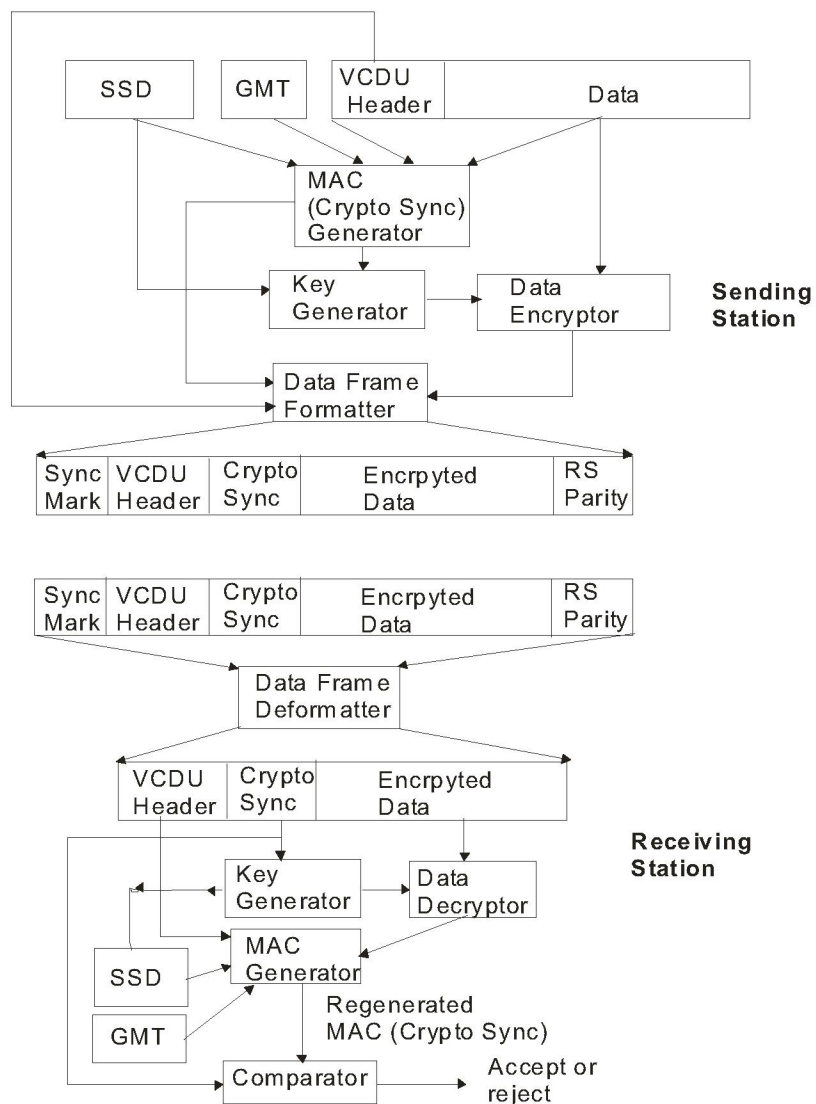 SSD
GMT
VCDU
Header
Data
MAC
(Crypto Sync)
Generator
Key
Generator
Data
Encryptor
Sending
Station
Data Frame
Formatter
Sync
Mark
VCDU
Header
Crypto
Sync
Encrpyted
Data
RS
Parity
Sync
Mark
VCDU
Header
Crypto
Sync
Encrpyted
Data
RS
Parity
Data Frame
Deformatter
VCDU
Header
Crypto
Sync
Encrpyted
Data
Receiving
Station
Key
Generator
Data
Decryptor
MAC
Generator
SSD
GMT
Regenerated
MAC (Crypto Sync)
Comparator
Accept or
reject